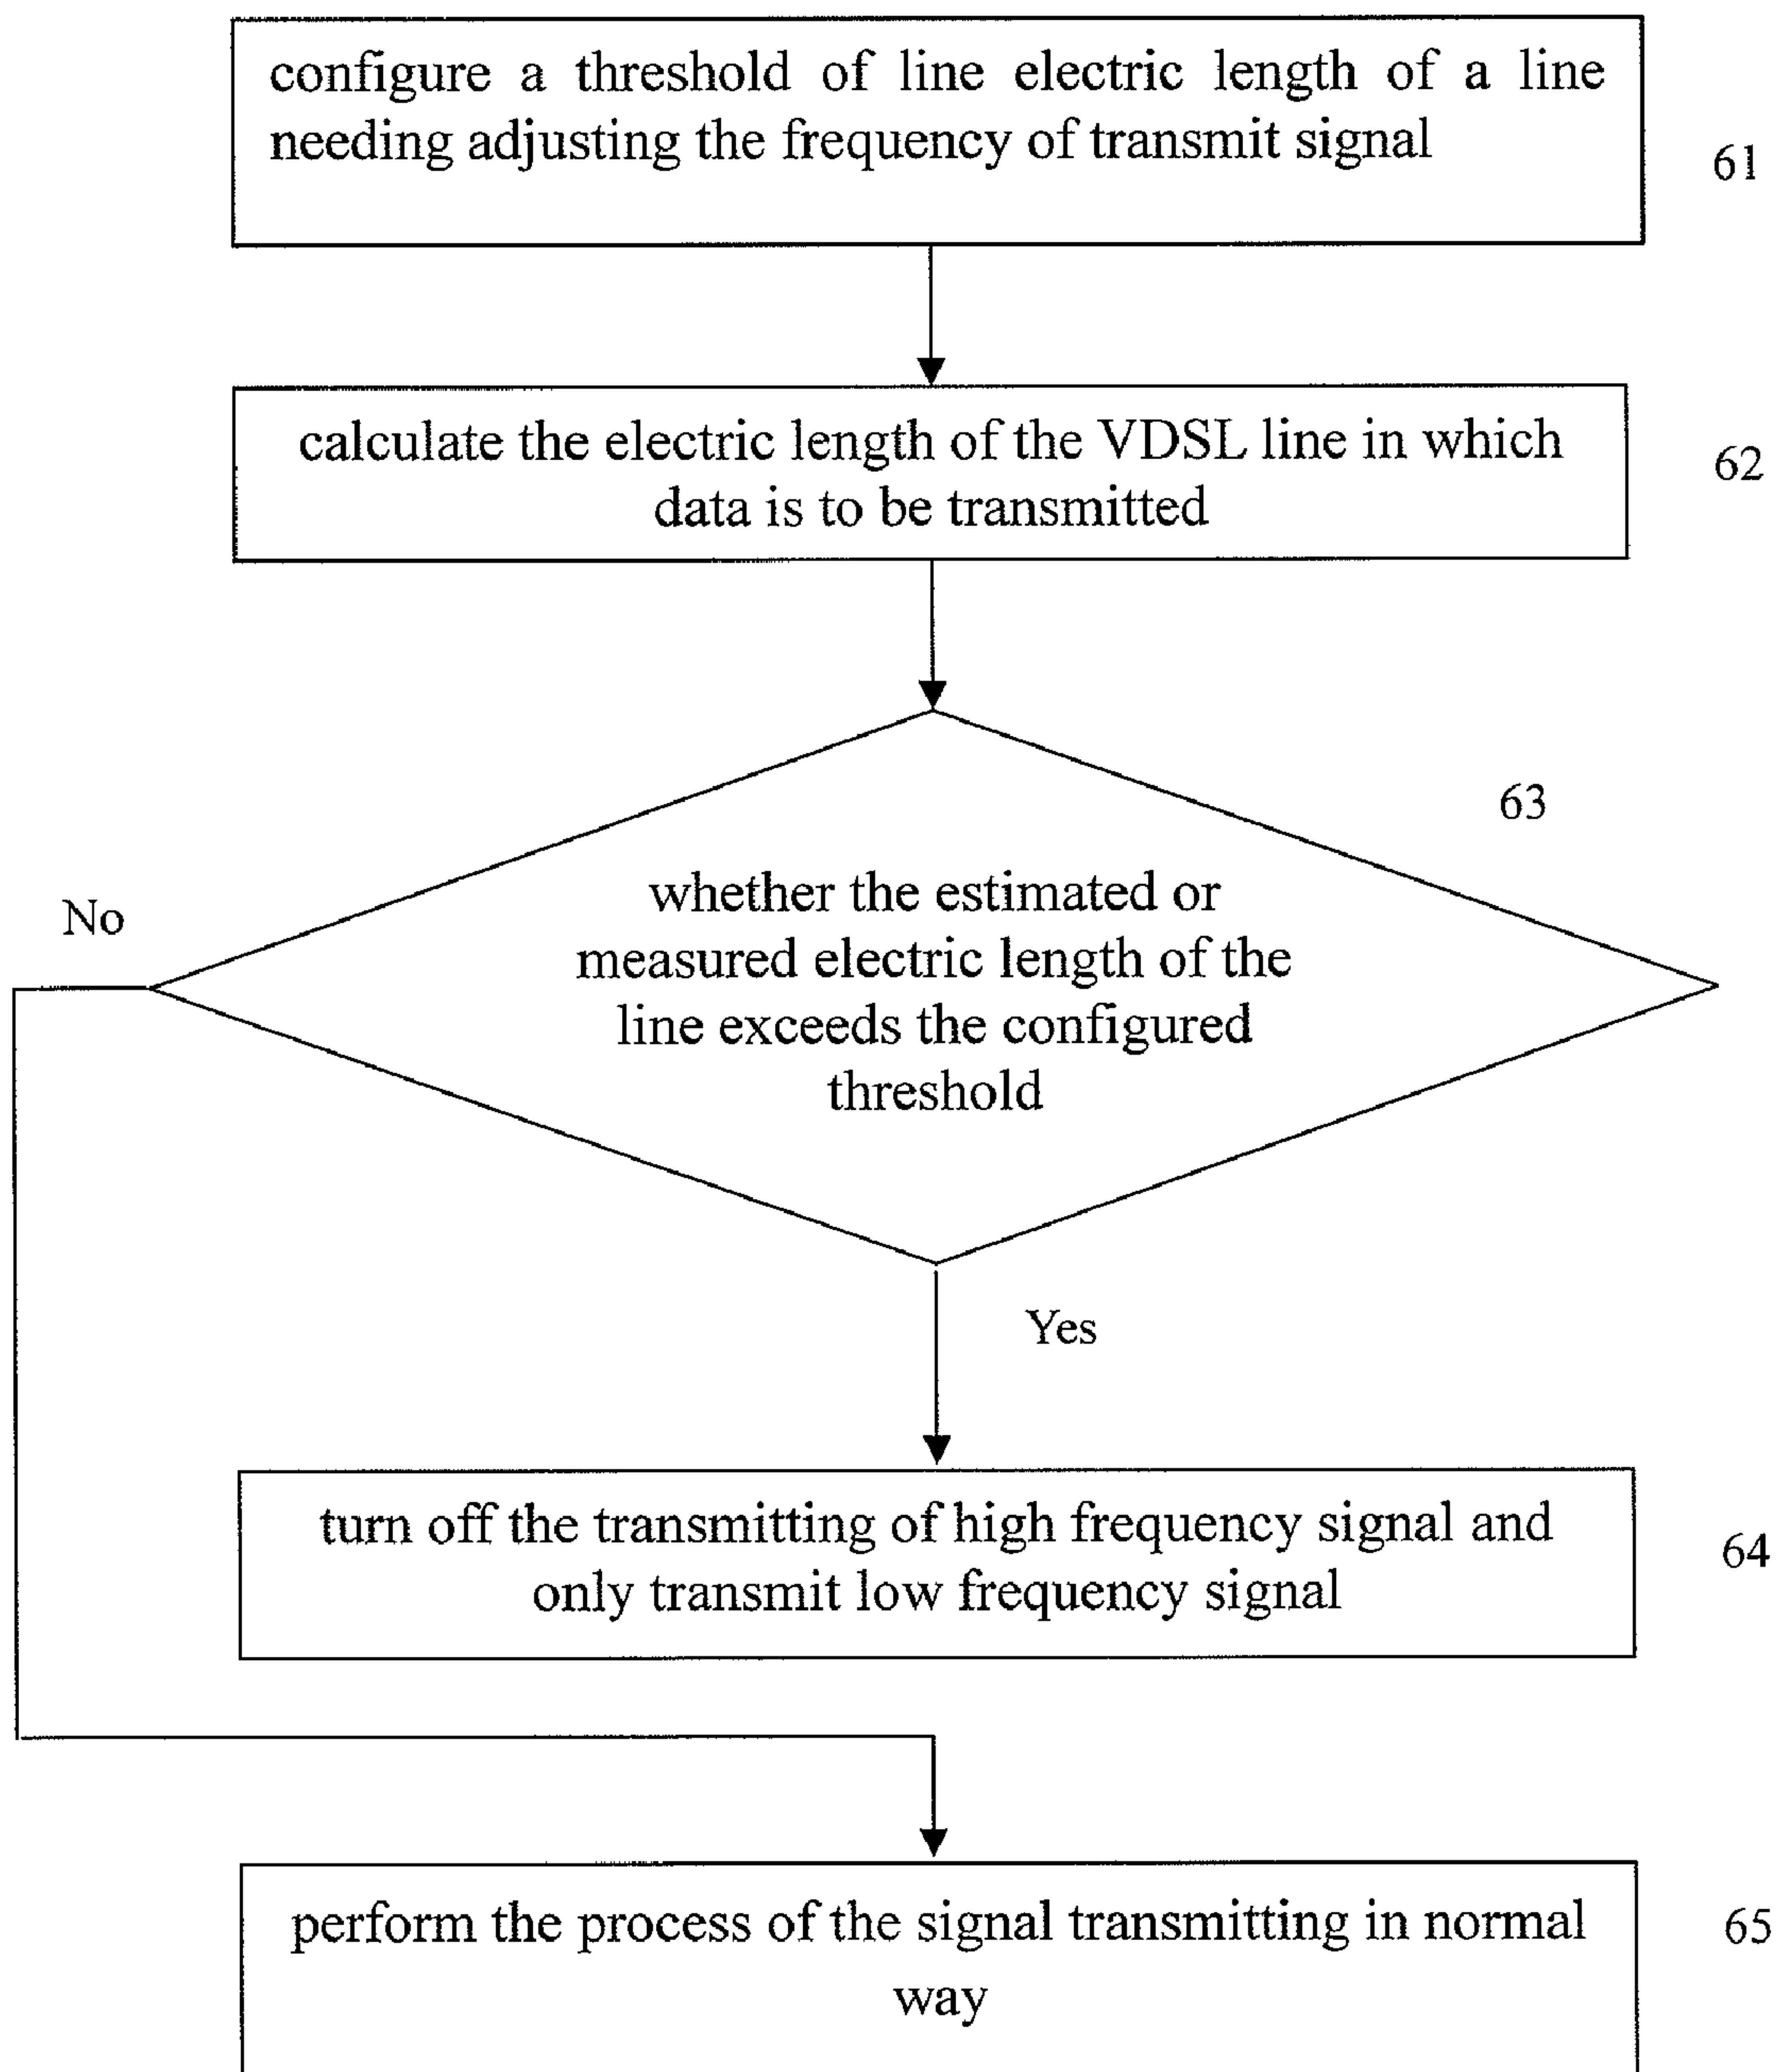 configure a threshold of line electric length of a line
needing adjusting the frequency of transmit signal
61
calculate the electric length of the VDSL line in which
data is to be transmitted
62
63
No
whether the estimated or
measured electric length of the
line exceeds the configured
threshold
Yes
turn off the transmitting of high frequency signal and
only transmit low frequency signal
64
perform the process of the signal transmitting in normal
way
65